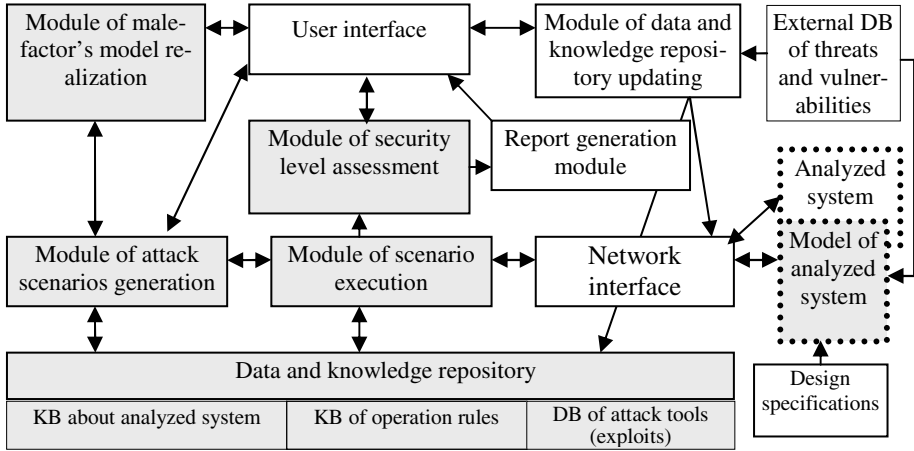 Module of male-
factor's model re-
alization
User interface
Module of data and
knowledge repository
updating
External DB
of threats
and vulner-
abilities
Module of security
level assessment
Report generation
module
Analyzed
system
Module of attack
scenarios generation
Module of scenario
execution
Network
interface
Model of
analyzed
system
Data and knowledge repository
KB about analyzed system
KB of operation rules
DB of attack tools
(exploits)
Design
specifications